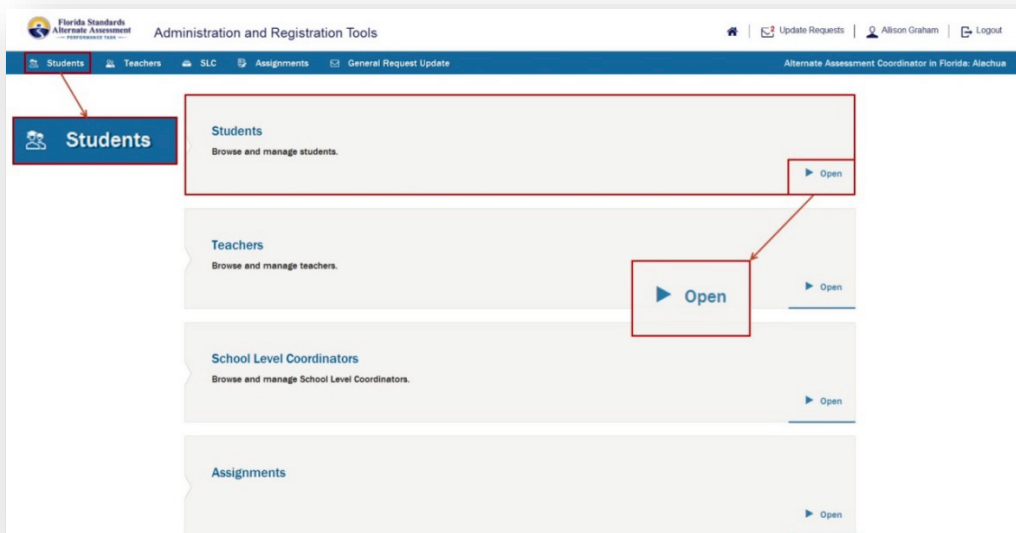 Florida Standards
Alternate Assessment
PERFORMANCE TASK
Administration and Registration Tools
2
Update Requests
Allison Graham
Logout
Students
Teachers
SLC
Assignments
General Request Update
Alternate Assessment Coordinator in Florida: Alachua
Students
Students
Browse and manage students.
Open
Teachers
Browse and manage teachers.
Open
Open
School Level Coordinators
Browse and manage School Level Coordinators.
Open
Assignments
Open